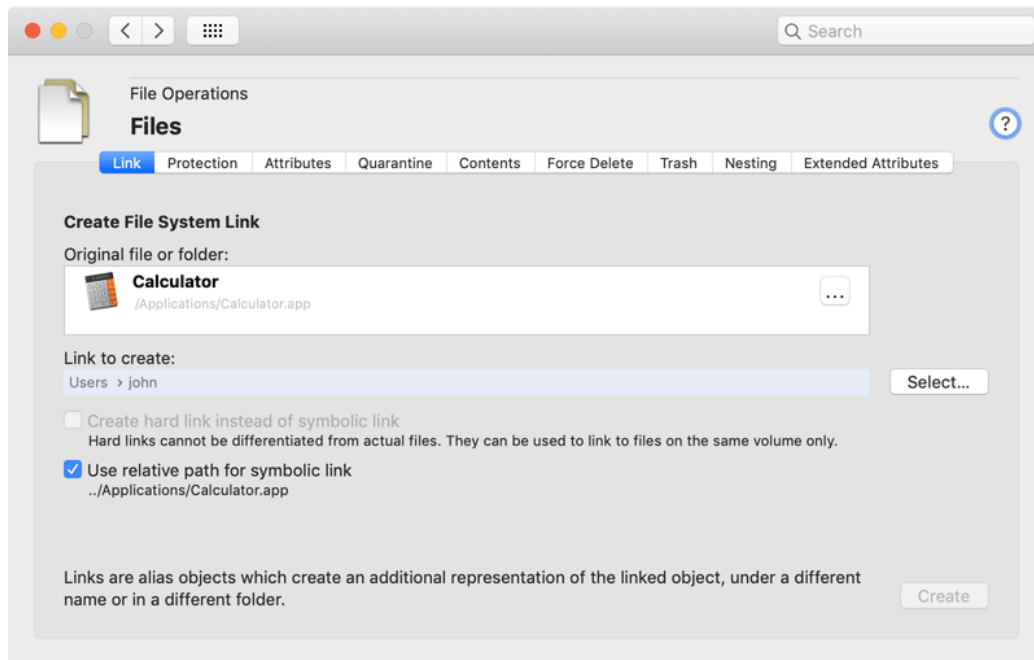 Search
File Operations
Files
?
Link Protection Attributes Quarantine Contents Force Delete Trash Nesting Extended Attributes
Create File System Link
Original file or folder:
Calculator
/Applications/Calculator.app
...
Link to create:
Users › john
Select...
Create hard link instead of symbolic link
Hard links cannot be differentiated from actual files. They can be used to link to files on the same volume only.
Use relative path for symbolic link
../Applications/Calculator.app
Links are alias objects which create an additional representation of the linked object, under a different
name or in a different folder.
Create